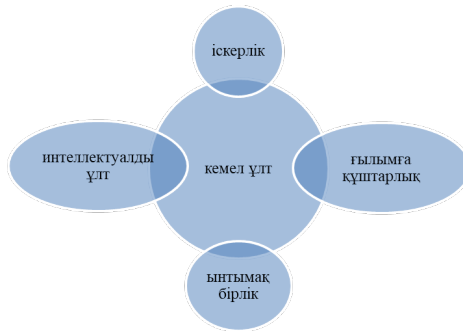 іскерлік
интеллектуалды
ұлт
кемел ұлт
ғылымға
құштарлық
ынтымақ
бірлік